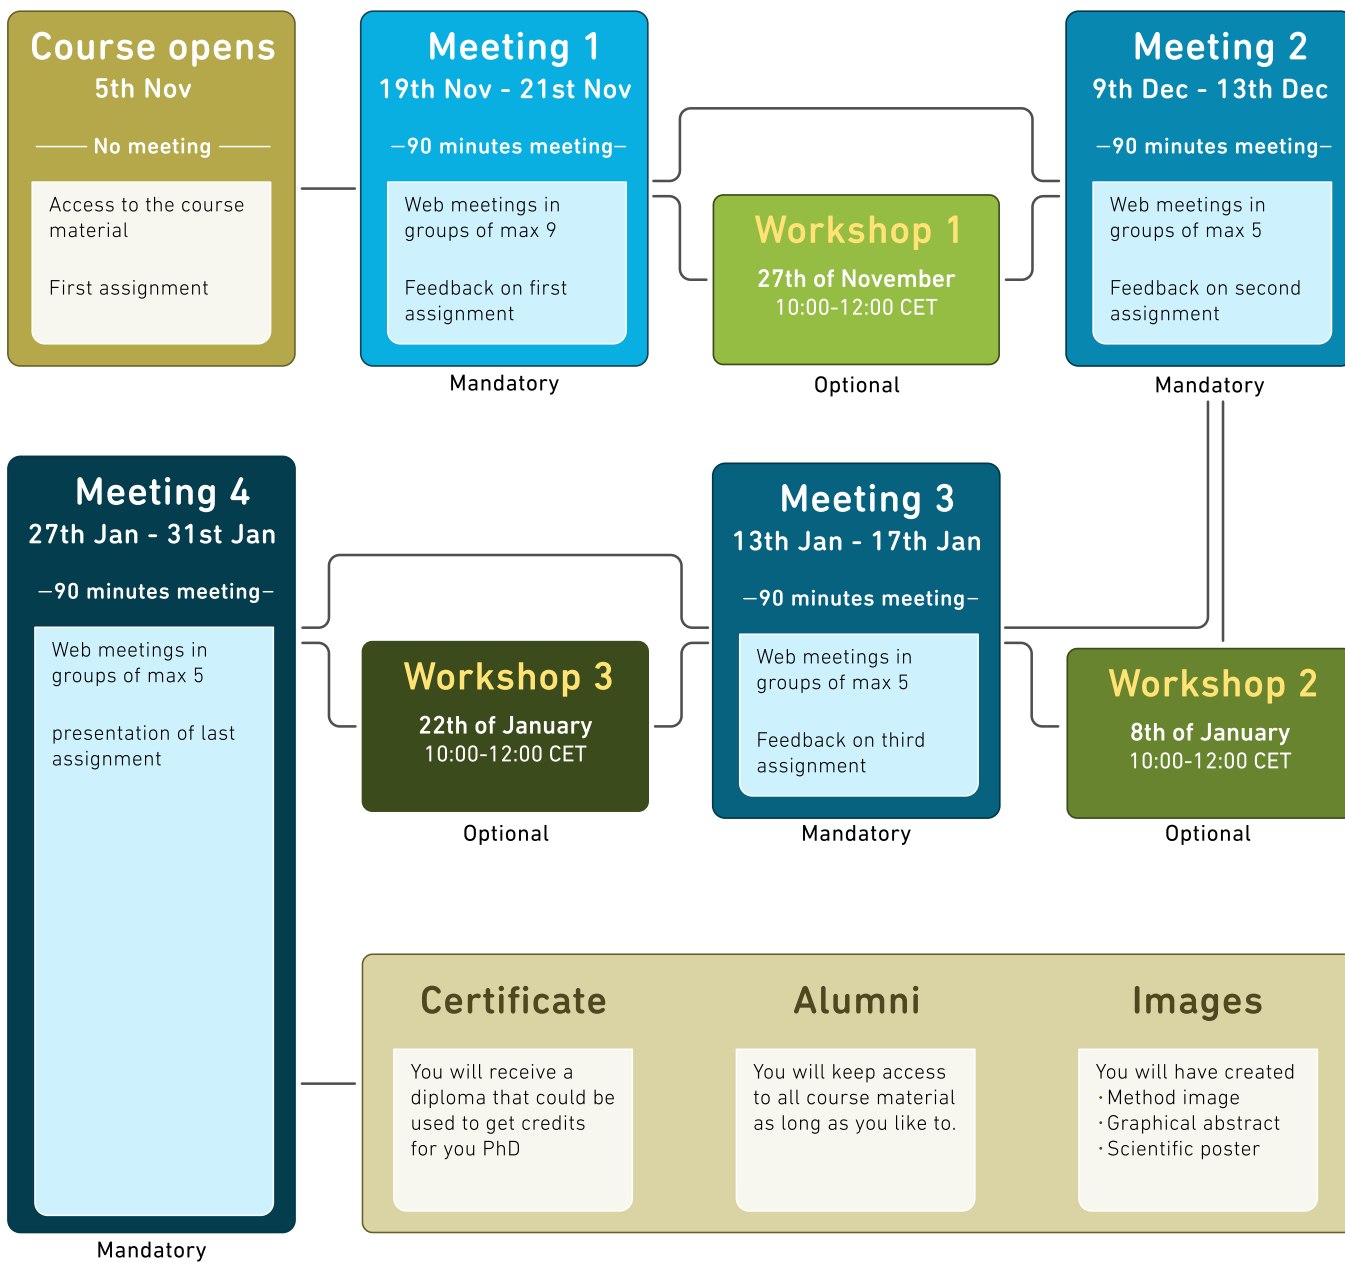 Course opens
5th Nov
No meeting
Access to the course
material
First assignment
Meeting 1
19th Nov - 21st Nov
90 minutes meeting
Web meetings in
groups of max 9
Feedback on first
assignment
Mandatory
Workshop 1
27th of November
10:00-12:00 CET
Optional
Meeting 2
9th Dec - 13th Dec
90 minutes meeting
Web meetings in
groups of max 5
Feedback on second
assignment
Mandatory
Workshop 2
8th of January
10:00-12:00 CET
Optional
Meeting 3
13th Jan - 17th Jan
90 minutes meeting
Web meetings in
groups of max 5
Feedback on third
assignment
Mandatory
Workshop 3
22th of January
10:00-12:00 CET
Optional
Meeting 4
27th Jan - 31st Jan
90 minutes meeting
Web meetings in
groups of max 5
presentation of last
assignment
Mandatory
Certificate
You will receive a
diploma that could be
used to get credits
for you PhD
Alumni
You will keep access
to all course material
as long as you like to.
Images
You will have created
· Method image
· Graphical abstract
· Scientific poster